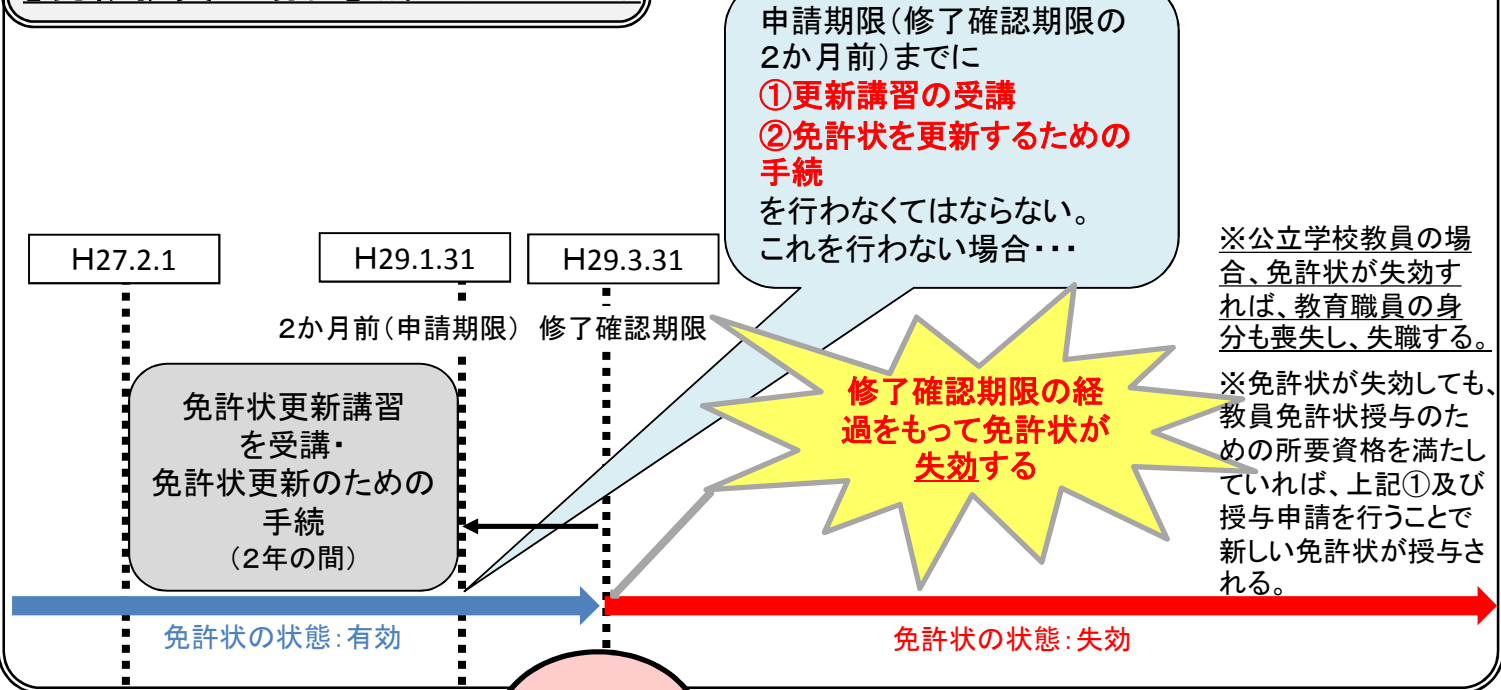 申請期限(修了確認期限の
2か月前)までに
①更新講習の受講
②免許状を更新するための
手続
を行わなくてはならない。
これを行わない場合・・・
H27.2.1
H29.1.31
H29.3.31
2か月前(申請期限)
修了確認期限
免許状更新講習
を受講・
免許状更新のための
手続
(2年の間)
修了確認期限の経
過をもって免許状が
失効する
※公立学校教員の場
合、免許状が失効す
れば、教育職員の身
分も喪失し、失職する。
※免許状が失効しても、
教員免許状授与のた
めの所要資格を満たし
ていれば、上記①及び
授与申請を行うことで
新しい免許状が授与さ
れる。
免許状の状態:有効
免許状の状態:失効